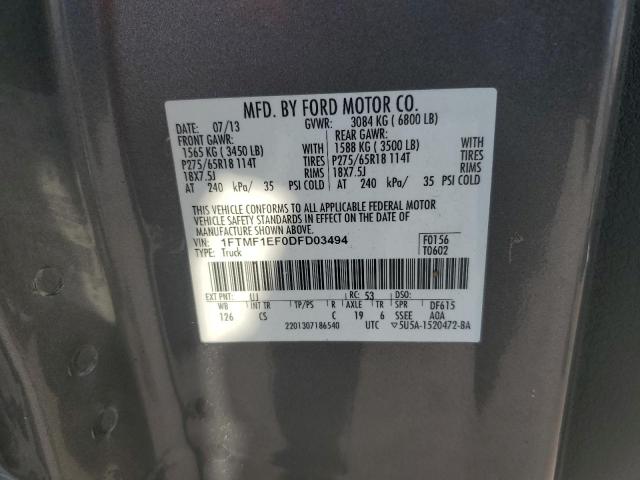 MFD. BY FORD MOTOR CO.
DATE: 07/13 GVWR: 3084 KG ( 6800 LB)
FRONT GAWR: REAR GAWR:
1565 KG ( 3450 LB) WITH 1588 KG ( 3500 LB) WITH
P275/65R18 114T TIRES P275/65R18 114T TIRES
18X7.5J RIMS 18X7.5J RIMS
AT 240 kPa/ 35 PSI COLD AT 240 kPa/ 35 PSI COLD
THIS VEHICLE CONFORMS TO ALL APPLICABLE FEDERAL MOTOR
VEHICLE SAFETY STANDARDS IN EFFECT ON THE DATE OF
MANUFACTURE SHOWN ABOVE.
VIN: 1FTMF1EF0DFD03494 F0156
TYPE: Truck T0602
EXT PNT: UJ RC: 53 DSO:
WB INT TR TP/PS R AXLE TR SPR DF615
126 CS C 19 6 SSEE AOA
2201307186540 UTC ▽5U5A-1520472-BA